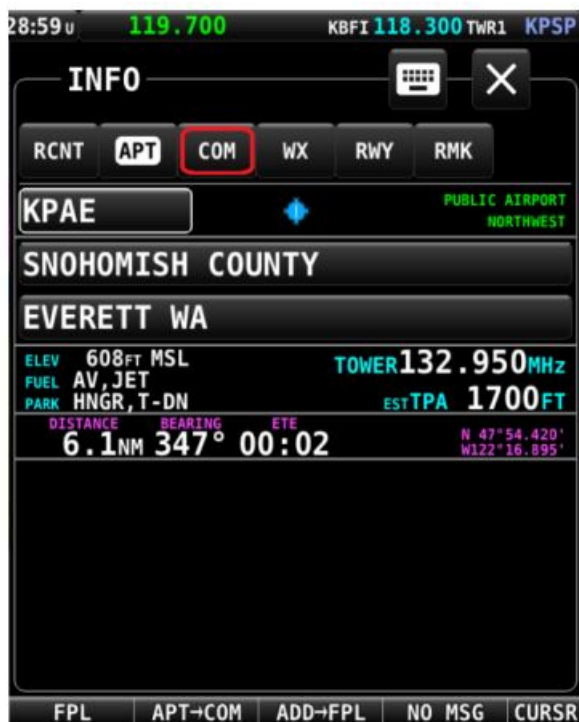 28:59 U 119.700 KBFI 118.300 TWR1 KPSP
INFO
RCNT APT COM WX RWY RMK
KPAE PUBLIC AIRPORT
NORTHWEST
SNOHOMISH COUNTY
EVERETT WA
ELEV 608FT MSL TOWER 132.950MHz
FUEL AV,JET
PARK HNGR,T-DN ESTTPA 1700FT
DISTANCE BEARING ETE
6.1NM 347° 00:02 N 47°54.420'
W122°16.895'
FPL APT→COM ADD→FPL NO MSG CURSR